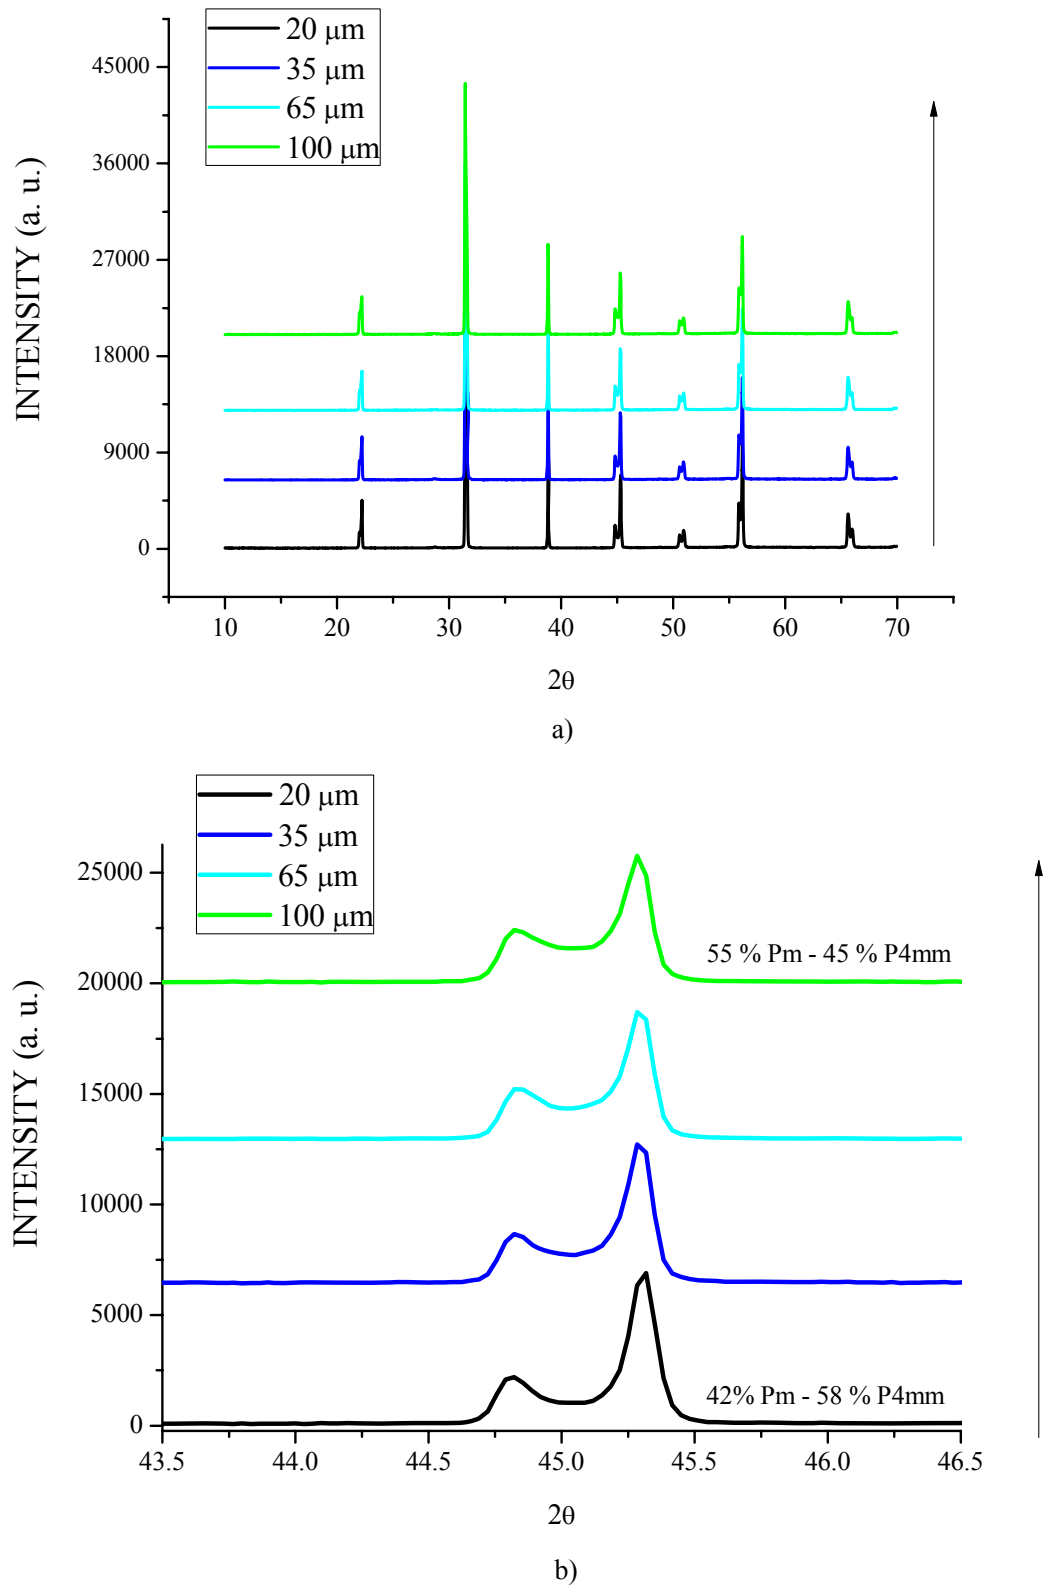 20 μm
35 μm
65 μm
100 μm
INTENSITY (a. u.)
45000
36000
27000
18000
9000
0
10 20 30 40 50 60 70
2θ
a)
20 μm
35 μm
65 μm
100 μm
INTENSITY (a. u.)
25000
20000
15000
10000
5000
0
55 % Pm - 45 % P4mm
42% Pm - 58 % P4mm
43.5 44.0 44.5 45.0 45.5 46.0 46.5
2θ
b)